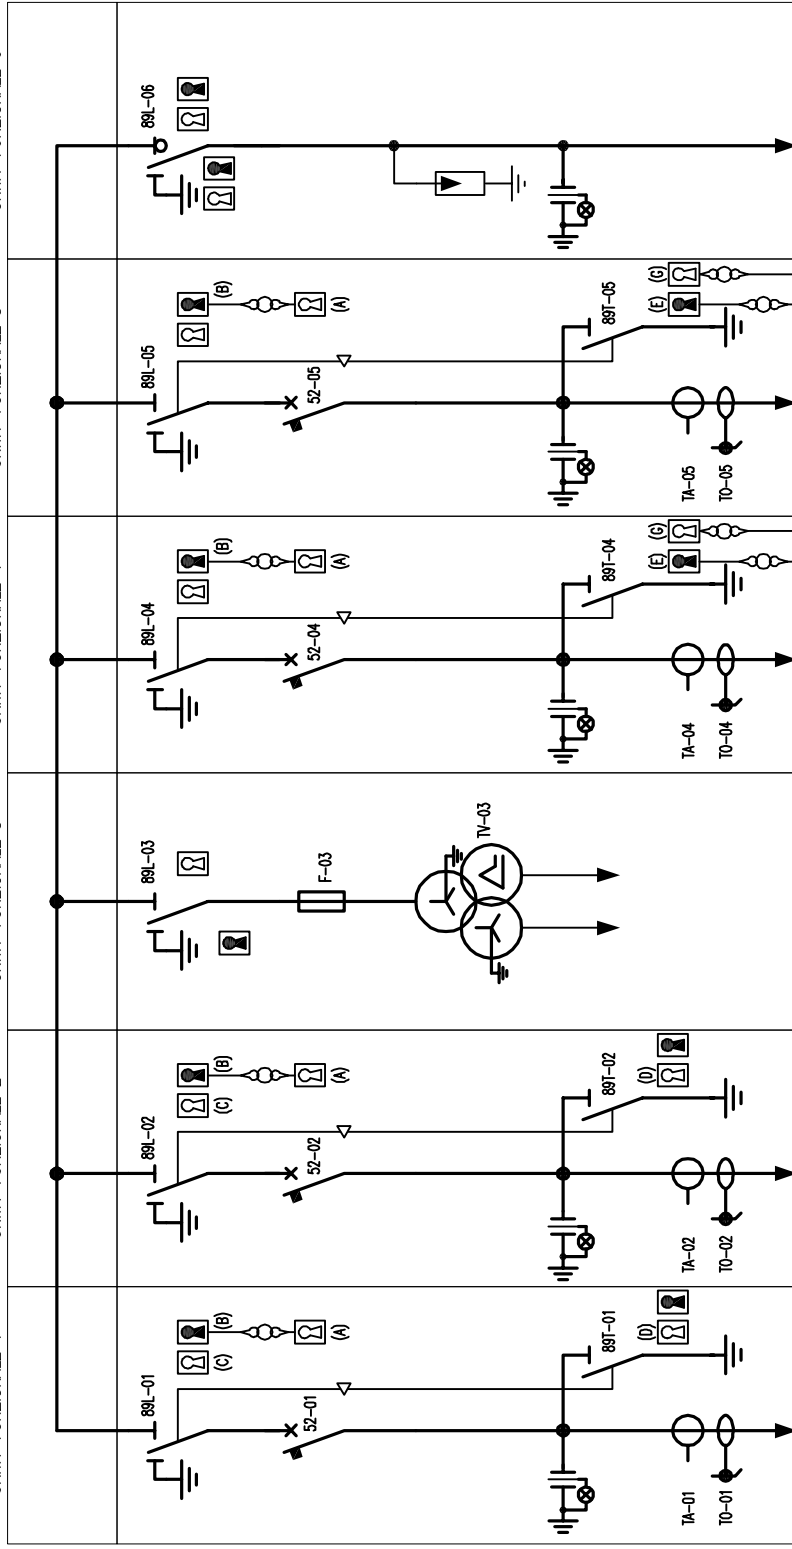 89L-01
(C)
(B)
(A)
52-01
89T-01
(D)
TA-01
TO-01
89L-02
(C)
(B)
(A)
52-02
89T-02
(D)
TA-02
TO-02
89L-03
F-03
TV-03
89L-04
(B)
(A)
52-04
89T-04
(E)
(G)
TA-04
TO-04
89L-05
(B)
(A)
52-05
89T-05
(E)
(G)
TA-05
TO-05
89L-06